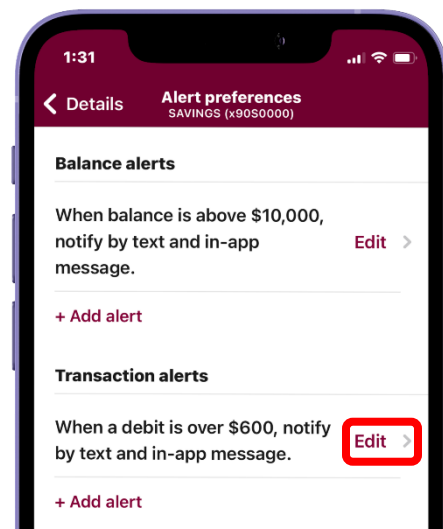 1:31
Details
Alert preferences
SAVINGS (x90S0000)
Balance alerts
When balance is above $10,000,
notify by text and in-app
message.
Edit
+ Add alert
Transaction alerts
When a debit is over $600, notify
by text and in-app message.
Edit
+ Add alert